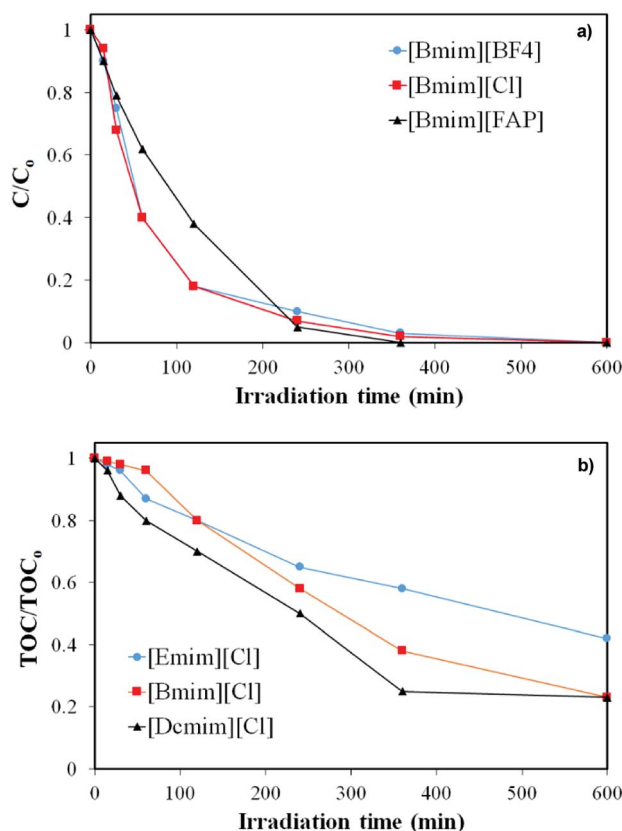 a)
[Bmim][BF4]
[Bmim][Cl]
[Bmim][FAP]
C/Co
1
0.8
0.6
0.4
0.2
0
0 100 200 300 400 500 600
Irradiation time (min)
b)
TOC/TOCo
1
0.8
0.6
0.4
0.2
0
[Emim][Cl]
[Bmim][Cl]
[Dcmim][Cl]
0 100 200 300 400 500 600
Irradiation time (min)